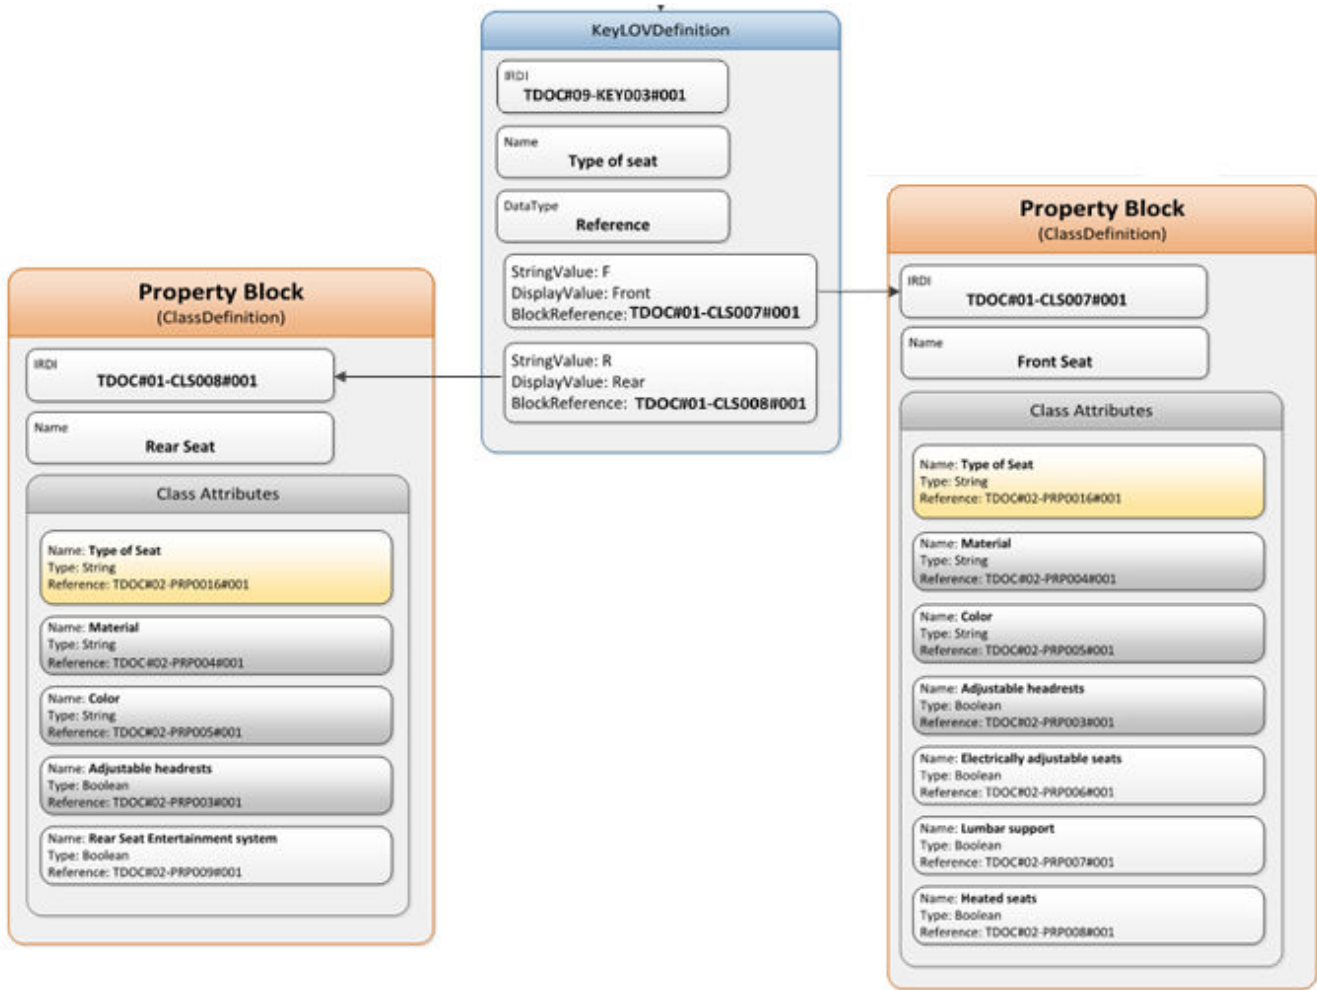 KeyLOVDefinition
IRDI
TDOC#09-KEY003#001
Name
Type of seat
DataType
Reference
StringValue: F
DisplayValue: Front
BlockReference: TDOC#01-CLS007#001
StringValue: R
DisplayValue: Rear
BlockReference: TDOC#01-CLS008#001
Property Block
(ClassDefinition)
IRDI
TDOC#01-CLS008#001
Name
Rear Seat
Class Attributes
Name: Type of Seat
Type: String
Reference: TDOC#02-PRP0016#001
Name: Material
Type: String
Reference: TDOC#02-PRP004#001
Name: Color
Type: String
Reference: TDOC#02-PRP005#001
Name: Adjustable headrests
Type: Boolean
Reference: TDOC#02-PRP003#001
Name: Rear Seat Entertainment system
Type: Boolean
Reference: TDOC#02-PRP009#001
Property Block
(ClassDefinition)
IRDI
TDOC#01-CLS007#001
Name
Front Seat
Class Attributes
Name: Type of Seat
Type: String
Reference: TDOC#02-PRP0016#001
Name: Material
Type: String
Reference: TDOC#02-PRP004#001
Name: Color
Type: String
Reference: TDOC#02-PRP005#001
Name: Adjustable headrests
Type: Boolean
Reference: TDOC#02-PRP003#001
Name: Electrically adjustable seats
Type: Boolean
Reference: TDOC#02-PRP006#001
Name: Lumbar support
Type: Boolean
Reference: TDOC#02-PRP007#001
Name: Heated seats
Type: Boolean
Reference: TDOC#02-PRP008#001